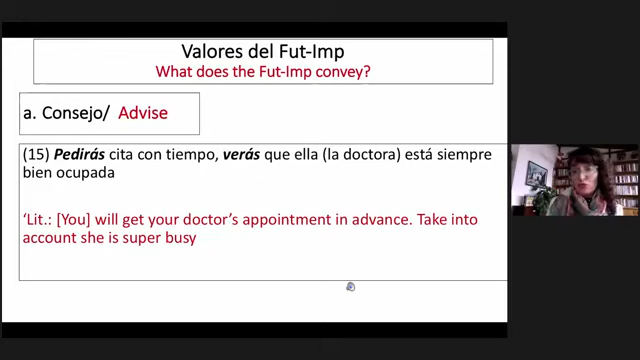 Valores del Fut-Imp
What does the Fut-Imp convey?
a. Consejo/ Advise
(15) Pedirás cita con tiempo, verás que ella (la doctora) está siempre
bien ocupada
‘Lit.: [You] will get your doctor’s appointment in advance. Take into
account she is super busy